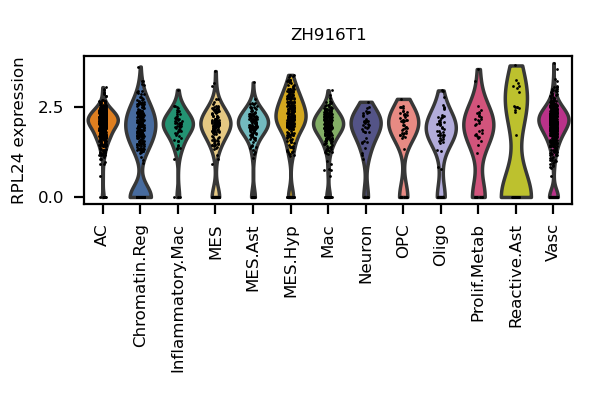 ZH916T1
RPL24 expression
2.5
0.0
AC
Chromatin.Reg
Inflammatory.Mac
MES
MES.Ast
MES.Hyp
Mac
Neuron
OPC
Oligo
Prolif.Metab
Reactive.Ast
Vasc